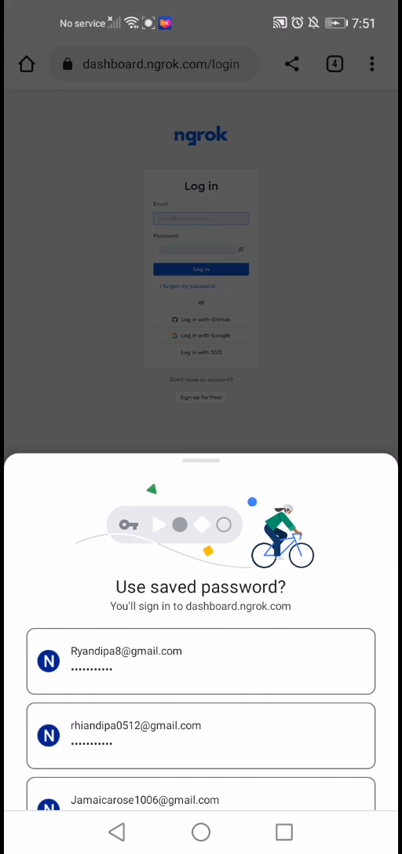 No service
7:51
dashboard.ngrok.com/login
4
ngrok
Log in
Email
Password
Log in
I forgot my password
OR
Log in with GitHub
Log in with Google
Log in with SSO
Don't have an account?
Sign up for free!
Use saved password?
You'll sign in to dashboard.ngrok.com
N
Ryandipa8@gmail.com
•••••••••••
N
rhiandipa0512@gmail.com
•••••••••••
N
Jamaicarose1006@gmail.com